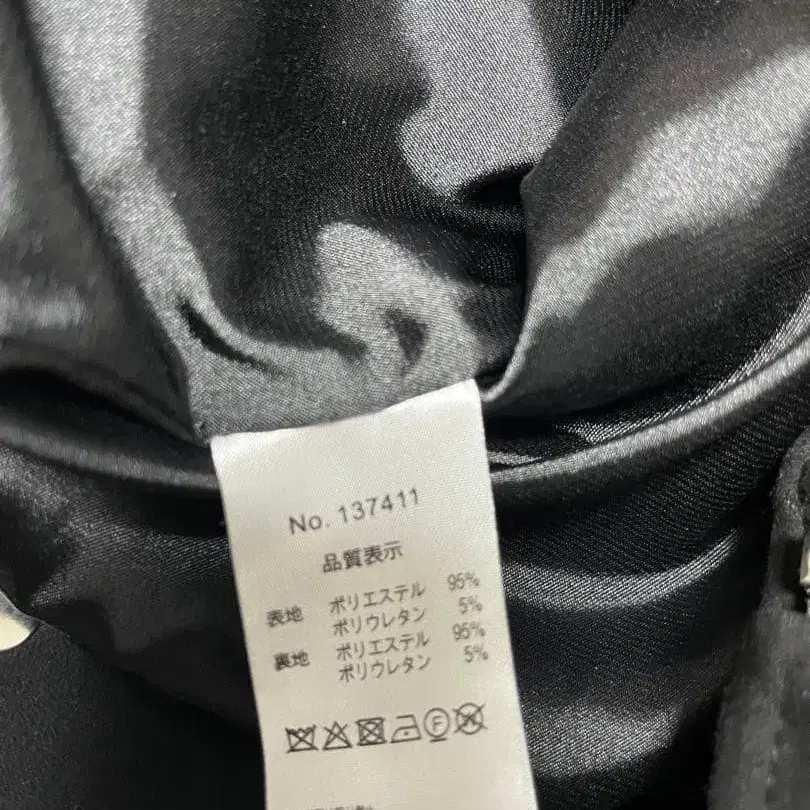 No. 137411
品質表示
表地 ポリエステル 95%
ポリウレタン 5%
裏地 ポリエステル 95%
ポリウレタン 5%
F